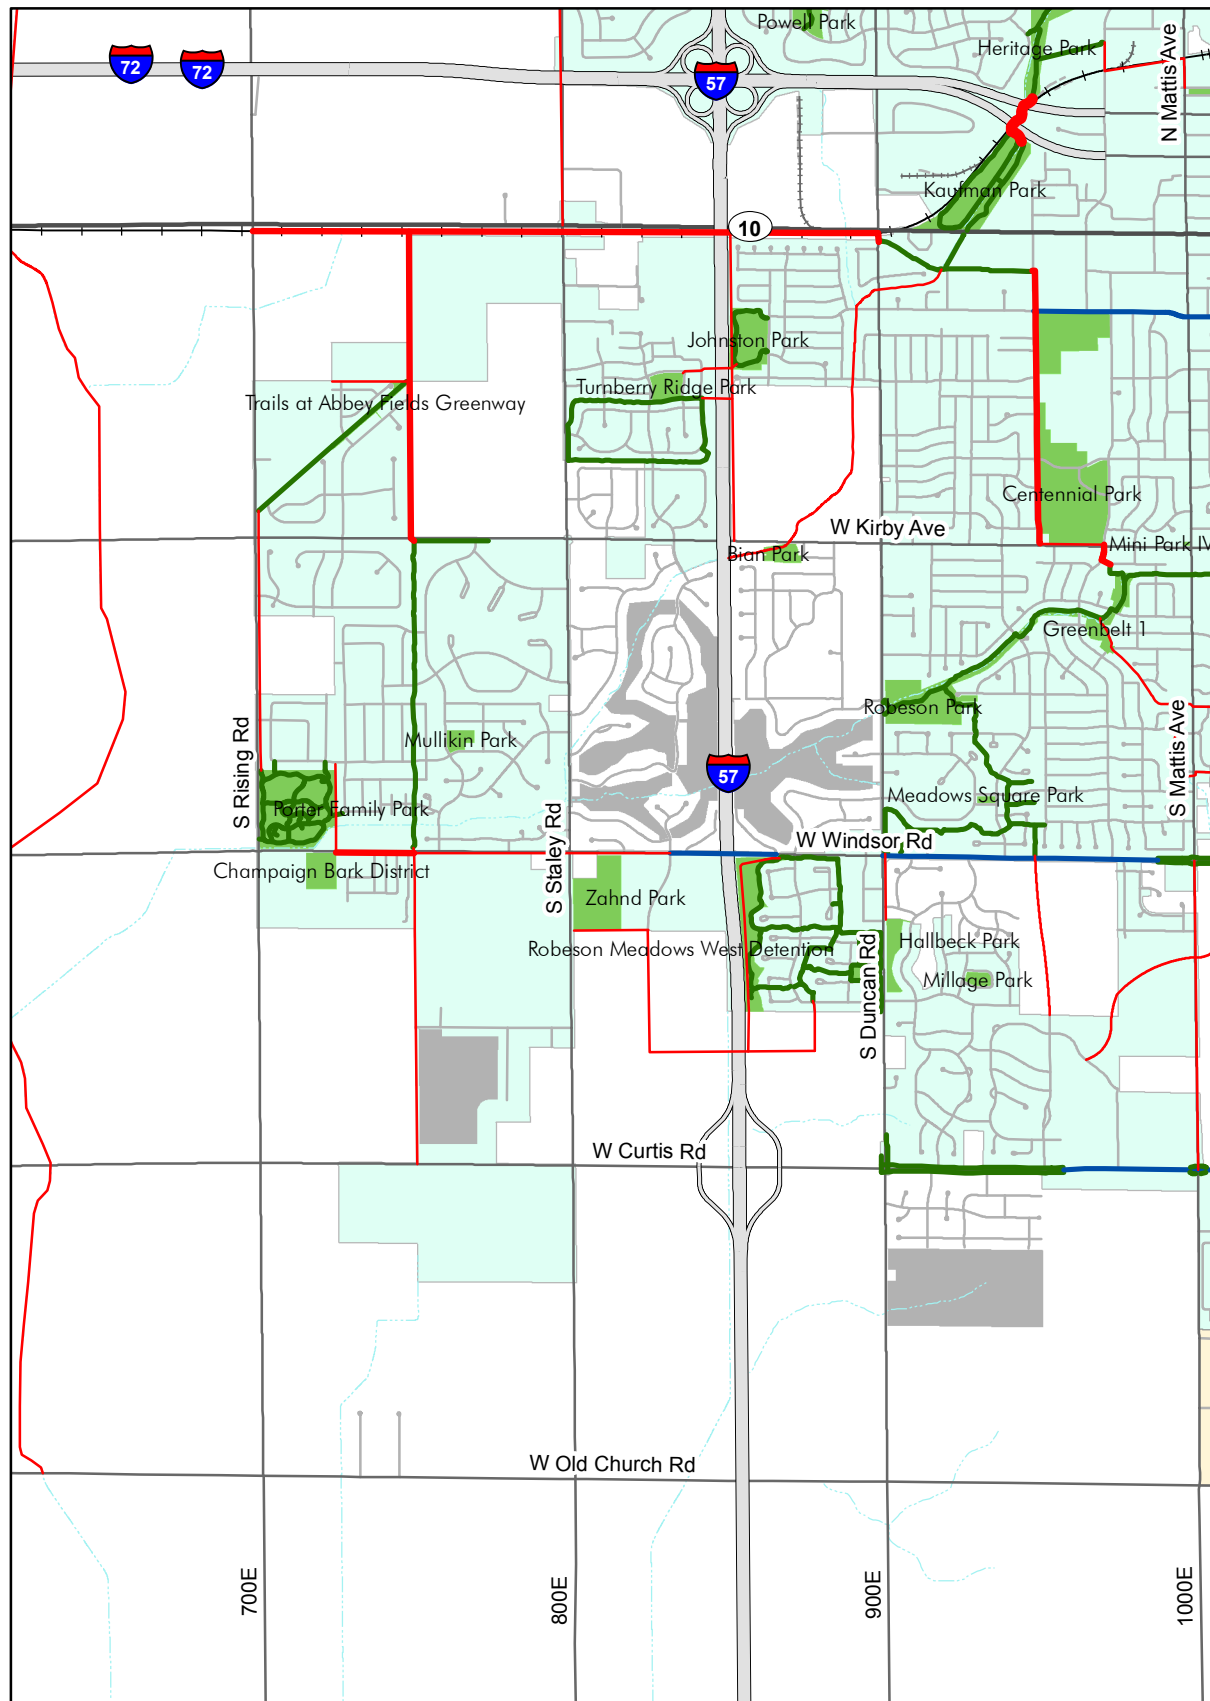 Powell Park
Heritage Park
N Mattis Ave
72
72
57
Kaufman Park
10
Johnston Park
Turnberry Ridge Park
Trails at Abbey Fields Greenway
Centennial Park
W Kirby Ave
Bian Park
Mini Park IV
Greenbelt 1
Robeson Park
S Rising Rd
Mullikin Park
S Mattis Ave
57
Meadows Square Park
Porter Family Park
S Staley Rd
W Windsor Rd
Champaign Bark District
Zahnd Park
Robeson Meadows West Detention
S Duncan Rd
Hallbeck Park
Millage Park
W Curtis Rd
W Old Church Rd
700E
800E
900E
1000E